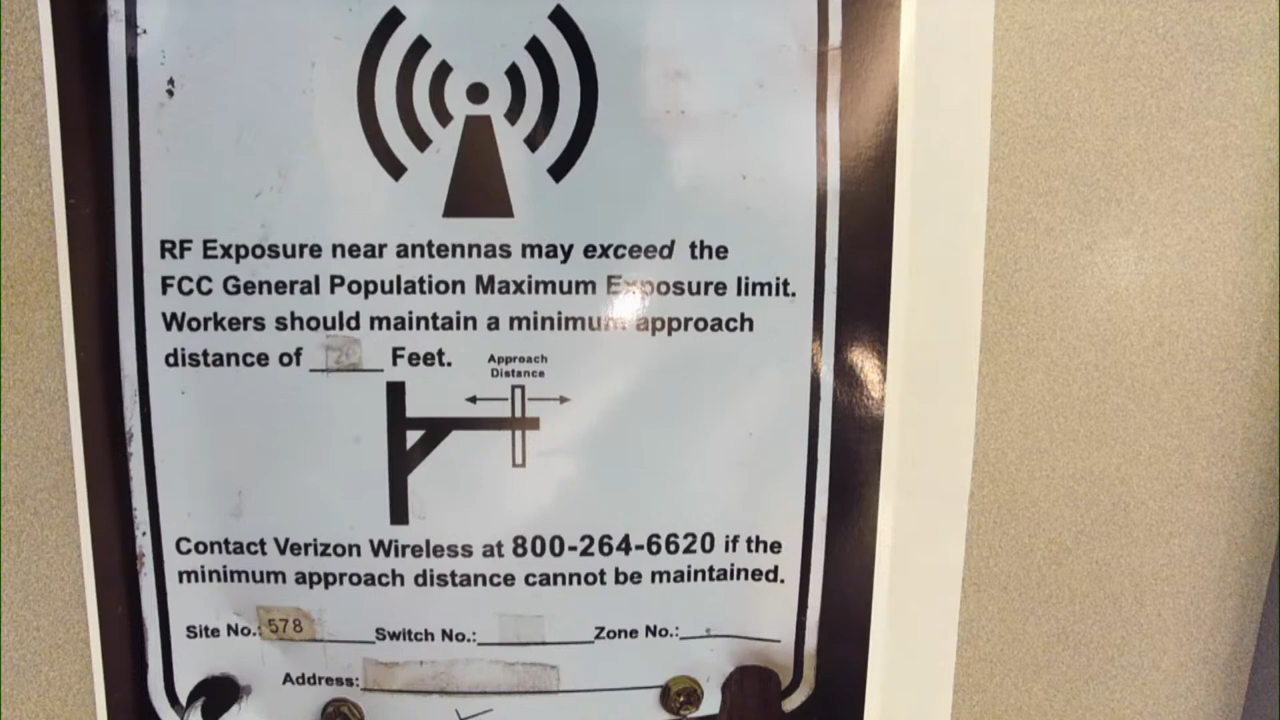 RF Exposure near antennas may exceed the
FCC General Population Maximum Exposure limit.
Workers should maintain a minimum approach
distance of Feet.
Approach
Distance
Contact Verizon Wireless at 800-264-6620 if the
minimum approach distance cannot be maintained.
Site No.: 578 Switch No.: Zone No.:
Address: